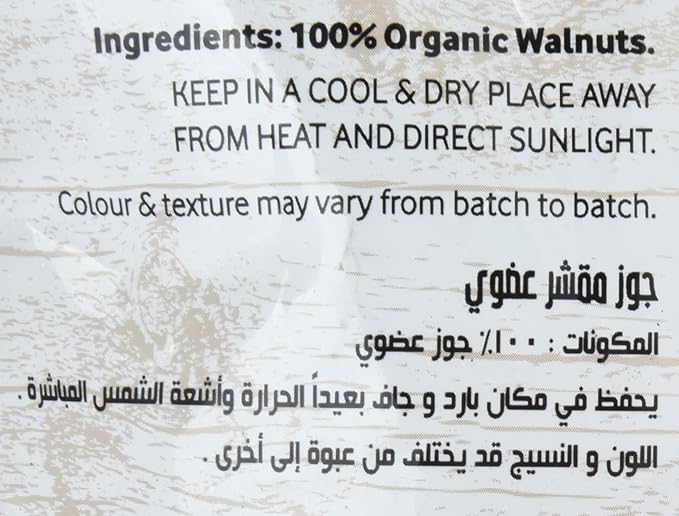 Ingredients: 100% Organic Walnuts.
KEEP IN A COOL & DRY PLACE AWAY
FROM HEAT AND DIRECT SUNLIGHT.
Colour & texture may vary from batch to batch.
جوز مقشر عضوي
المكونات : ١٠٠٪ جوز عضوي
يحفظ في مكان بارد و جاف بعيداً الحرارة وأشعة الشمس المباشرة .
اللون و النسيج قد يختلف من عبوة إلى أخرى .